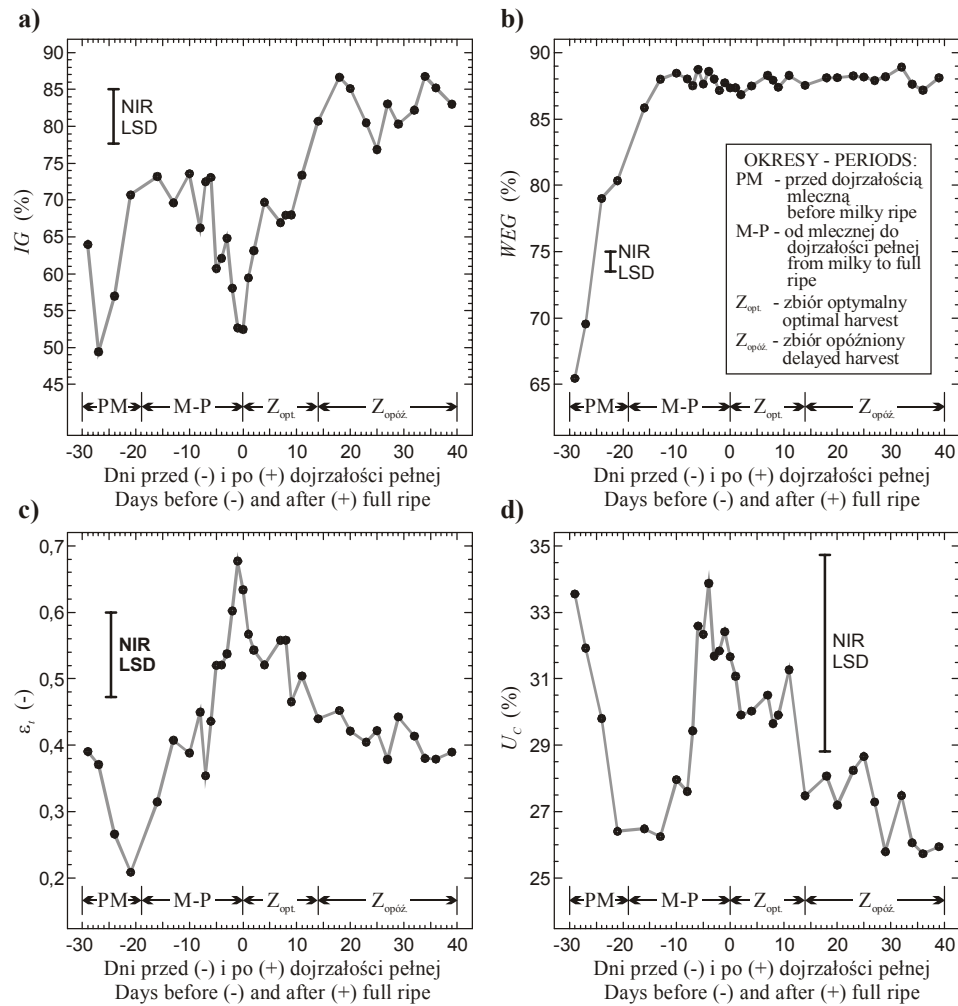 a)
90
85
80
75
70
65
60
55
50
45
IG (%)
NIR
LSD
PM
M-P
Zopt.
Zopóź.
-30 -20 -10 0 10 20 30 40
Dni przed (-) i po (+) dojrzałości pełnej
Days before (-) and after (+) full ripe
b)
90
85
80
75
70
65
WEG (%)
NIR
LSD
OKRESY - PERIODS:
PM - przed dojrzałością
mleczną
before milky ripe
M-P - od mlecznej do
dojrzałości pełnej
from milky to full
ripe
Zopt. - zbiór optymalny
optimal harvest
Zopóź. - zbiór opóźniony
delayed harvest
PM
M-P
Zopt.
Zopóź.
-30 -20 -10 0 10 20 30 40
Dni przed (-) i po (+) dojrzałości pełnej
Days before (-) and after (+) full ripe
c)
0,7
0,6
0,5
0,4
0,3
0,2
εt (-)
NIR
LSD
PM
M-P
Zopt.
Zopóź.
-30 -20 -10 0 10 20 30 40
Dni przed (-) i po (+) dojrzałości pełnej
Days before (-) and after (+) full ripe
d)
35
33
31
29
27
25
UC (%)
NIR
LSD
PM
M-P
Zopt.
Zopóź.
-30 -20 -10 0 10 20 30 40
Dni przed (-) i po (+) dojrzałości pełnej
Days before (-) and after (+) full ripe